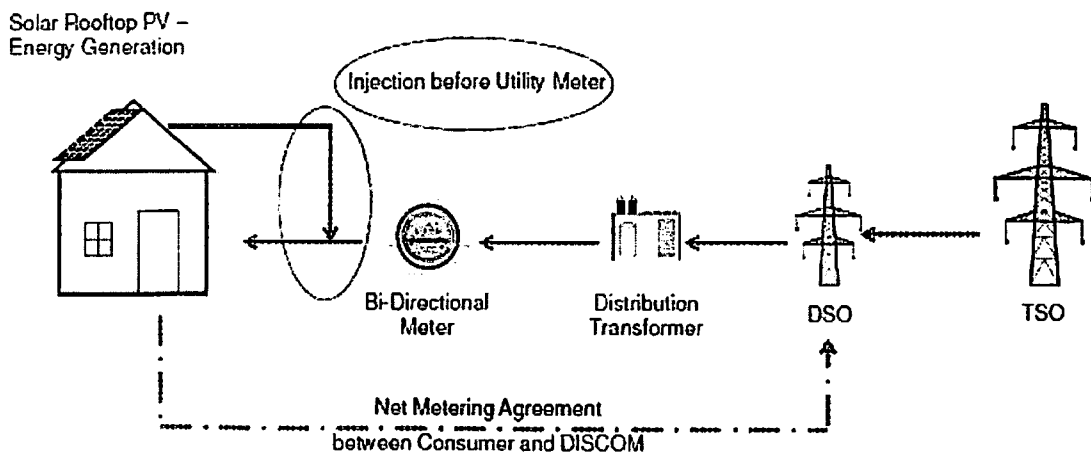 Solar Rooftop PV –
Energy Generation
Injection before Utility Meter
Bi-Directional
Meter
Distribution
Transformer
DSO
TSO
Net Metering Agreement
between Consumer and DISCOM